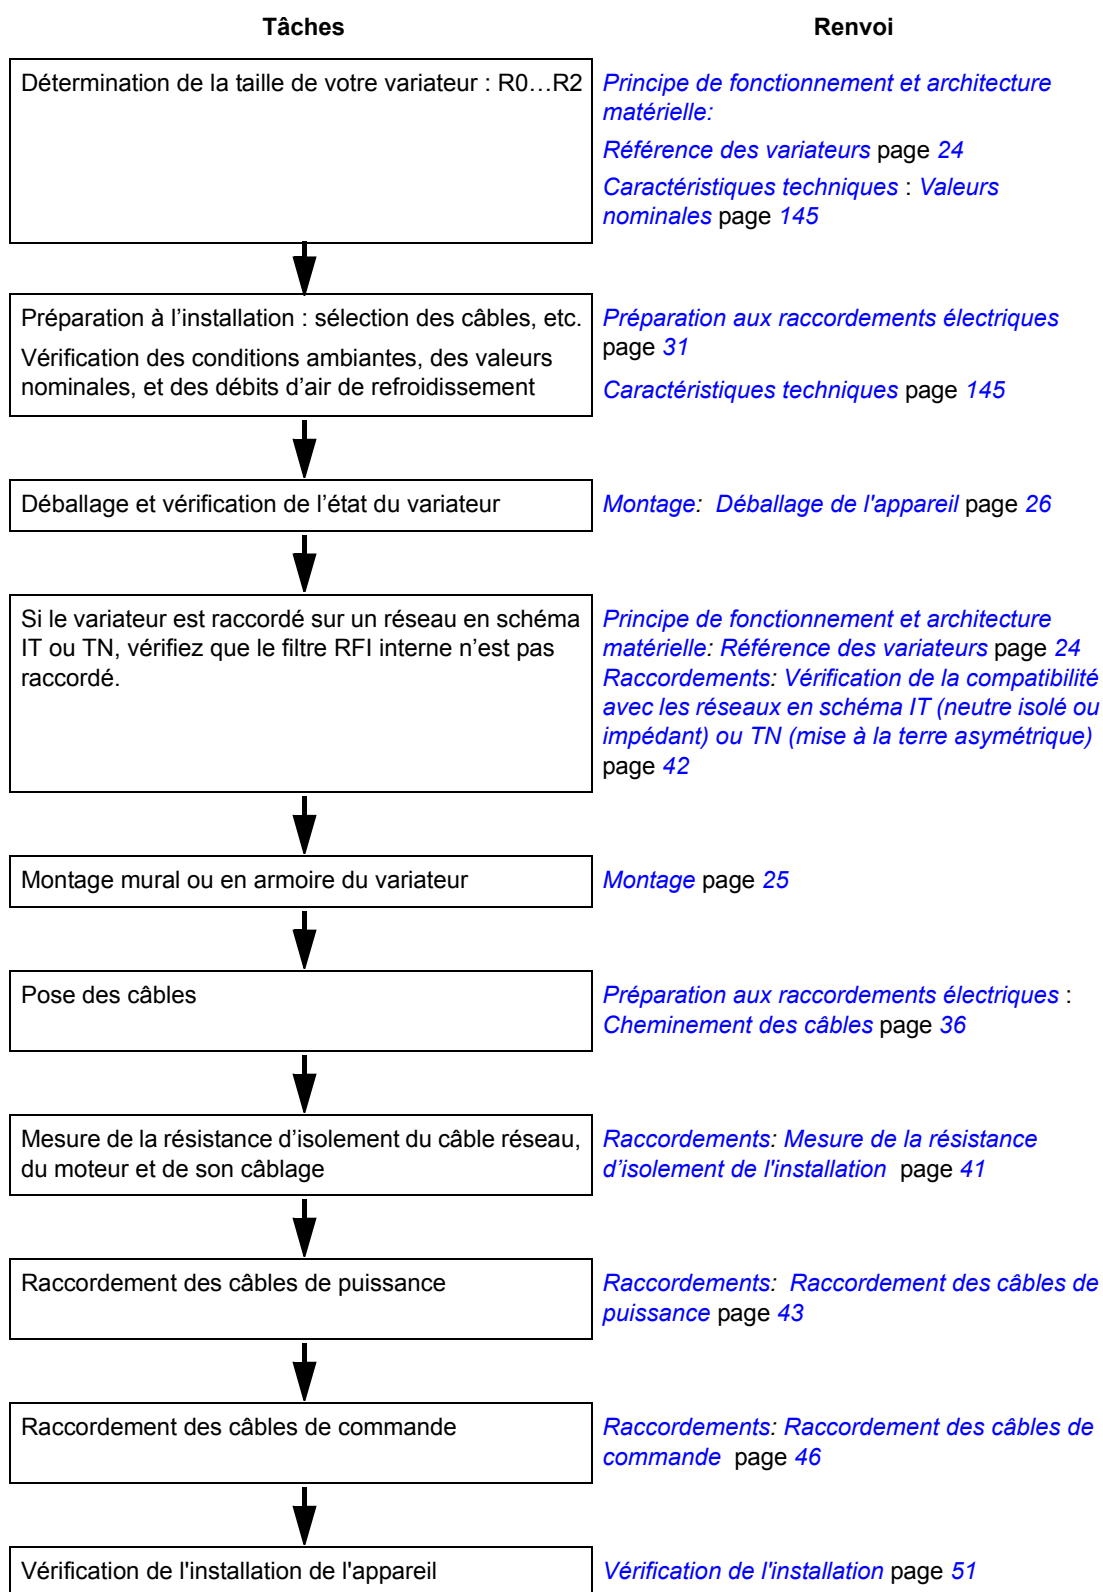 Tâches
Renvoi
Détermination de la taille de votre variateur : R0…R2
Principe de fonctionnement et architecture
matérielle:
Référence des variateurs page 24
Caractéristiques techniques : Valeurs
nominales page 145
Préparation à l’installation : sélection des câbles, etc.
Vérification des conditions ambiantes, des valeurs
nominales, et des débits d’air de refroidissement
Préparation aux raccordements électriques
page 31
Caractéristiques techniques page 145
Déballage et vérification de l’état du variateur
Montage: Déballage de l'appareil page 26
Si le variateur est raccordé sur un réseau en schéma
IT ou TN, vérifiez que le filtre RFI interne n’est pas
raccordé.
Principe de fonctionnement et architecture
matérielle: Référence des variateurs page 24
Raccordements: Vérification de la compatibilité
avec les réseaux en schéma IT (neutre isolé ou
impédant) ou TN (mise à la terre asymétrique)
page 42
Montage mural ou en armoire du variateur
Montage page 25
Pose des câbles
Préparation aux raccordements électriques :
Cheminement des câbles page 36
Mesure de la résistance d’isolement du câble réseau,
du moteur et de son câblage
Raccordements: Mesure de la résistance
d’isolement de l'installation page 41
Raccordement des câbles de puissance
Raccordements: Raccordement des câbles de
puissance page 43
Raccordement des câbles de commande
Raccordements: Raccordement des câbles de
commande page 46
Vérification de l'installation de l'appareil
Vérification de l'installation page 51